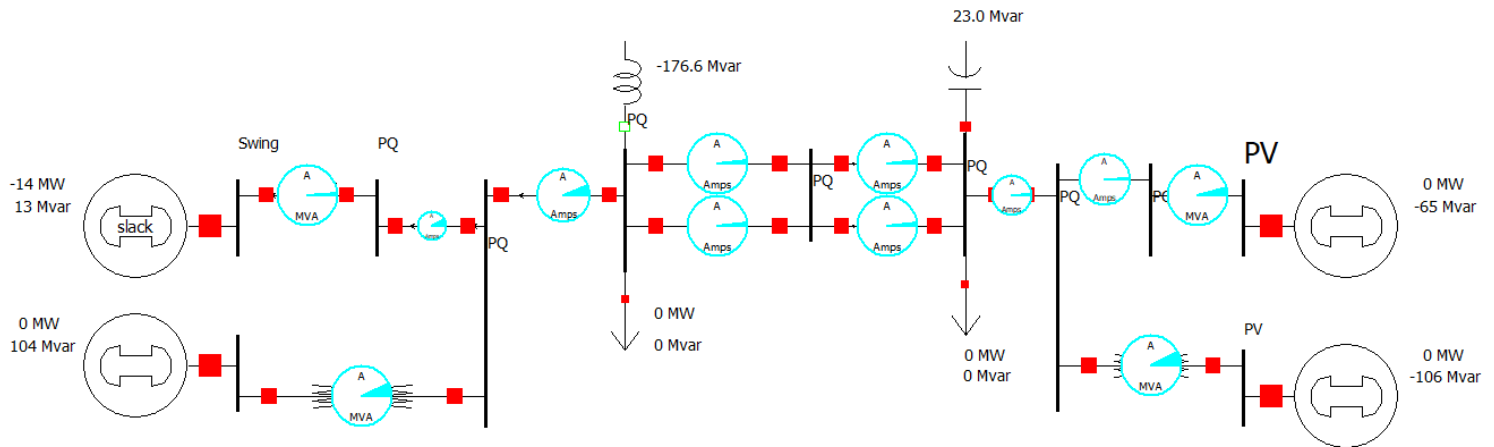 23.0 Mvar
-176.6 Mvar
PQ
Swing
PQ
PV
-14 MW
13 Mvar
slack
A
MVA
A
Amps
A
Amps
A
Amps
A
Amps
PQ
PQ
A
Amps
A
Amps
PQ
A
MVA
0 MW
-65 Mvar
A
Amps
PQ
A
Amps
A
Amps
0 MW
104 Mvar
0 MW
0 Mvar
0 MW
0 Mvar
PV
0 MW
-106 Mvar
A
MVA
A
MVA